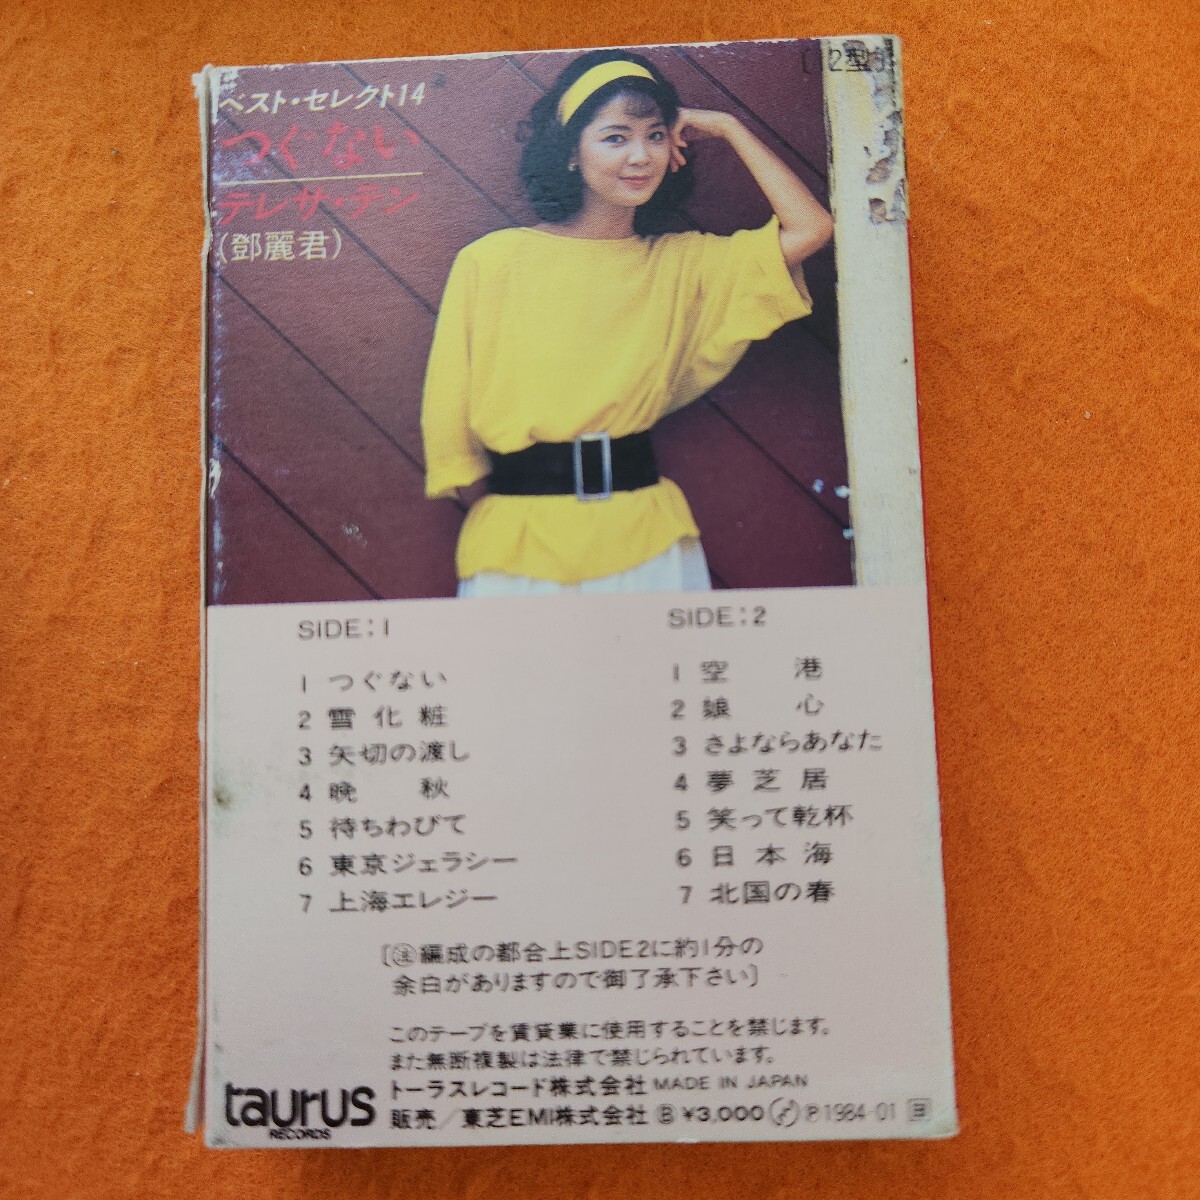 ベスト・セレクト14
つぐない
テレサ・テン
(鄧麗君)
SIDE:1
1 つぐない
2 雪化粧
3 矢切の渡し
4 晩秋
5 待ちわびて
6 東京ジェラシー
7 上海エレジー
SIDE:2
1 空港
2 娘心
3 さよならあなた
4 夢芝居
5 笑って乾杯
6 日本海
7 北国の春
〔㊟編成の都合上SIDE2に約1分の
余白がありますので御了承下さい〕
このテープを賃貸業に使用することを禁じます。
また無断複製は法律で禁じられています。
トーラスレコード株式会社 MADE IN JAPAN
販売／東芝EMI株式会社 Ⓑ ¥3,000 ℗1984-01 ヨ
taurus
RECORDS